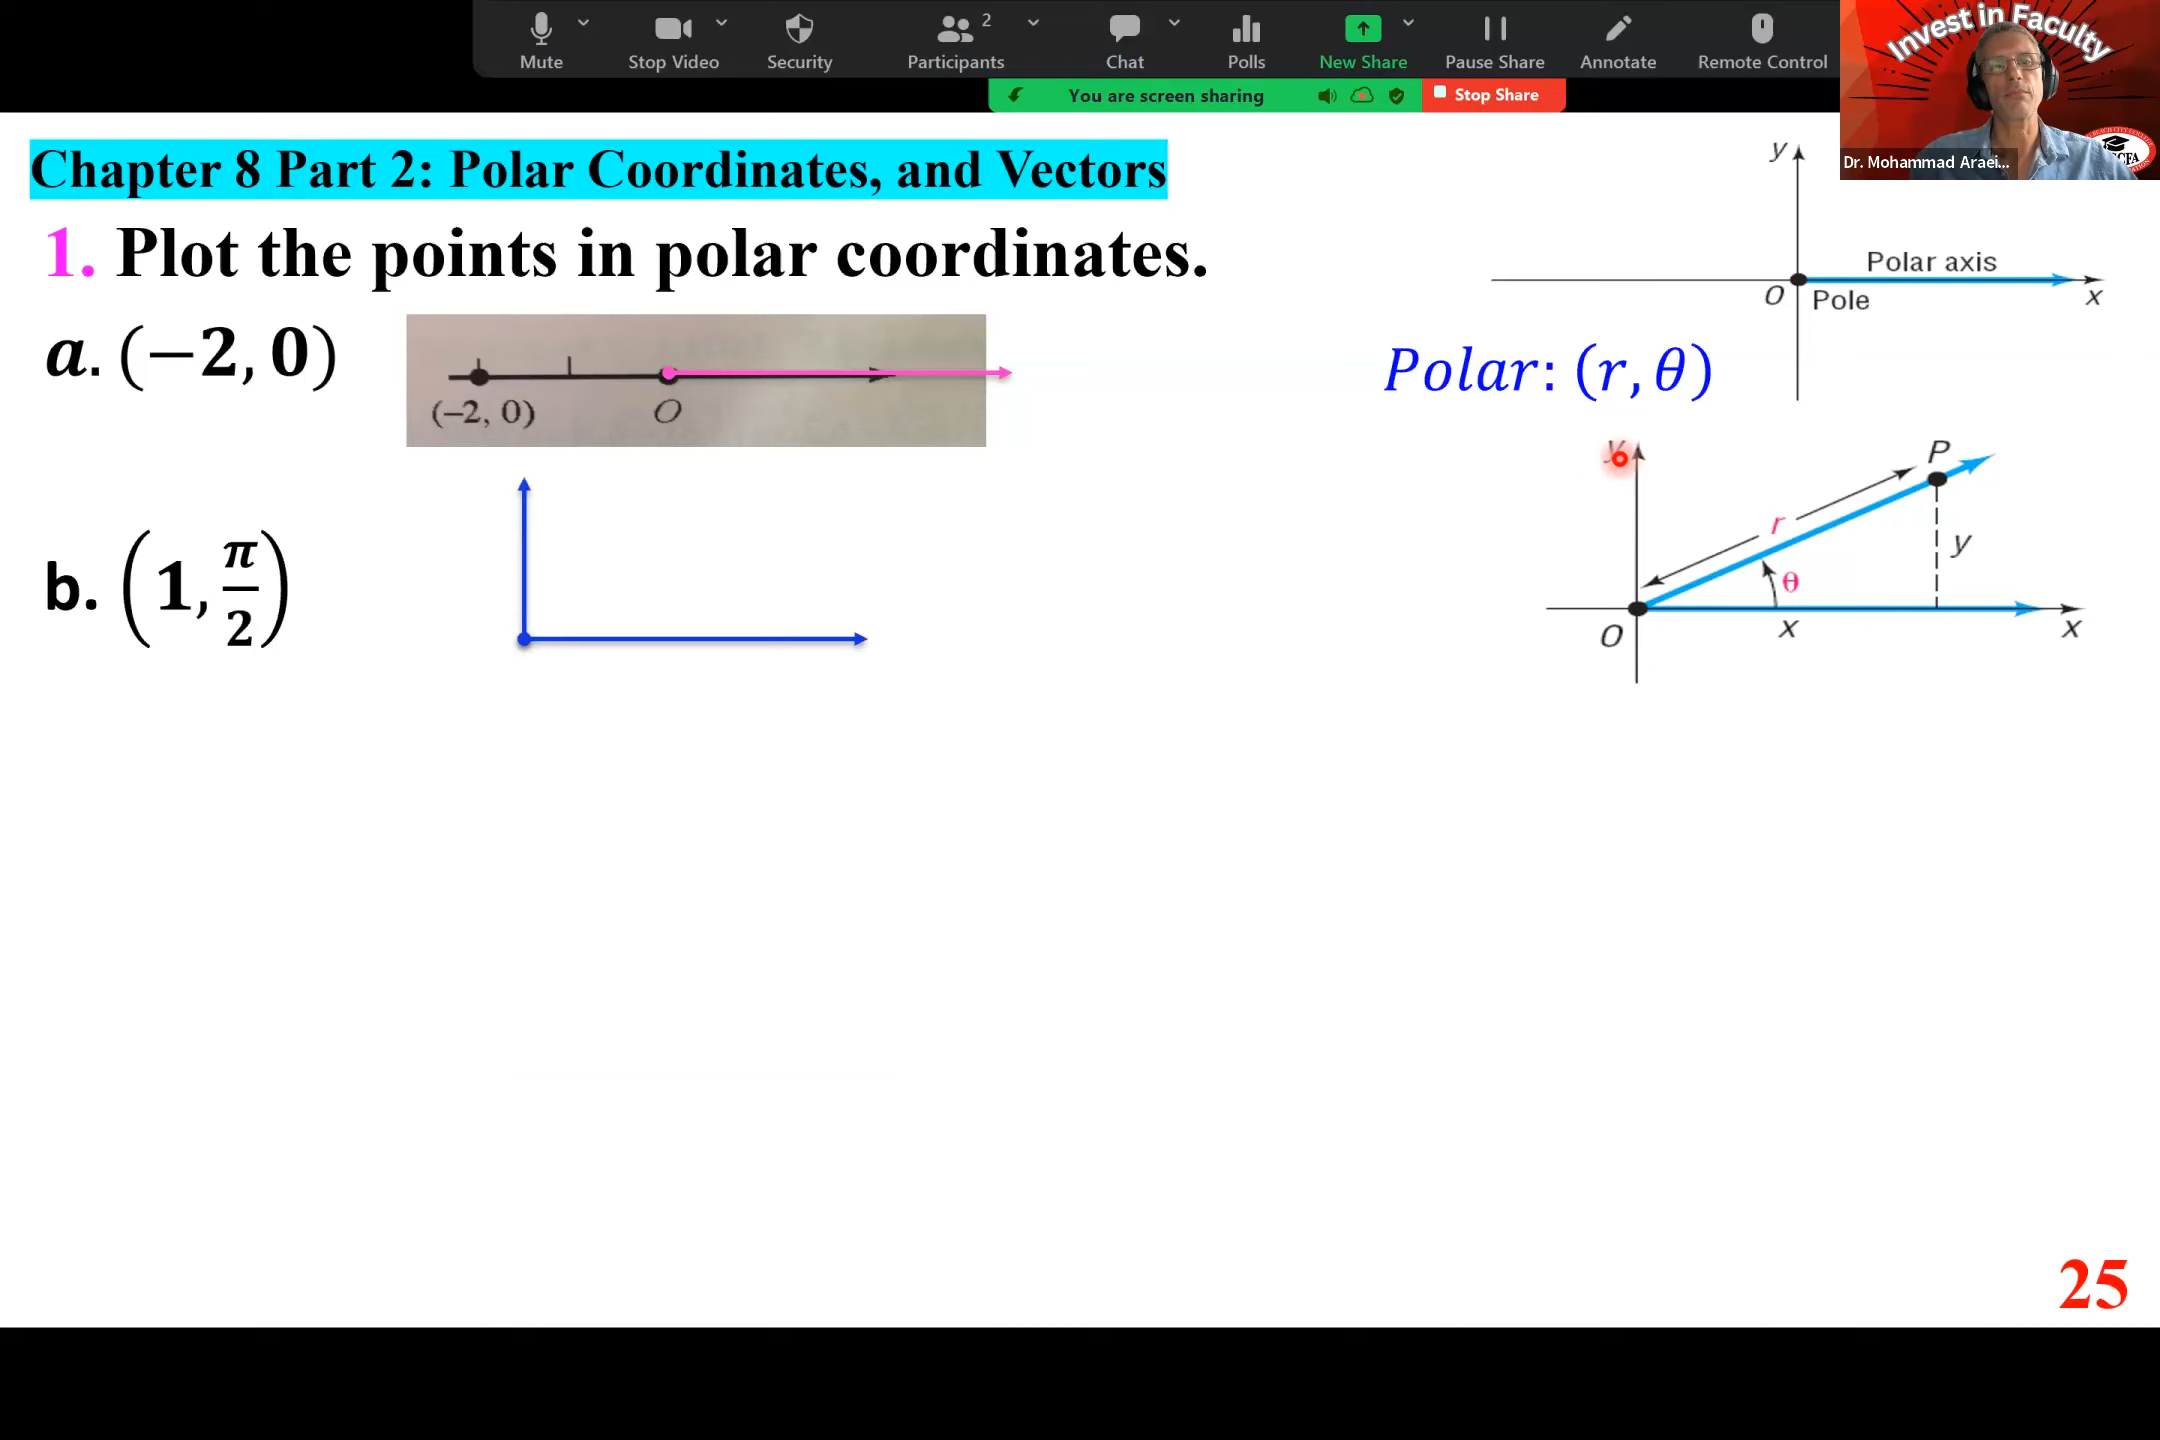 Mute
Stop Video
Security
Participants 2
Chat
Polls
New Share
Pause Share
Annotate
Remote Control
You are screen sharing
Stop Share
Invest in Faculty
Dr. Mohammad Araei...
Chapter 8 Part 2: Polar Coordinates, and Vectors
1. Plot the points in polar coordinates.
a. (−2, 0)
(−2, 0) O
b. (1, π/2)
y
Polar axis
O Pole x
Polar: (r, θ)
y P
r
y
θ
O x x
25